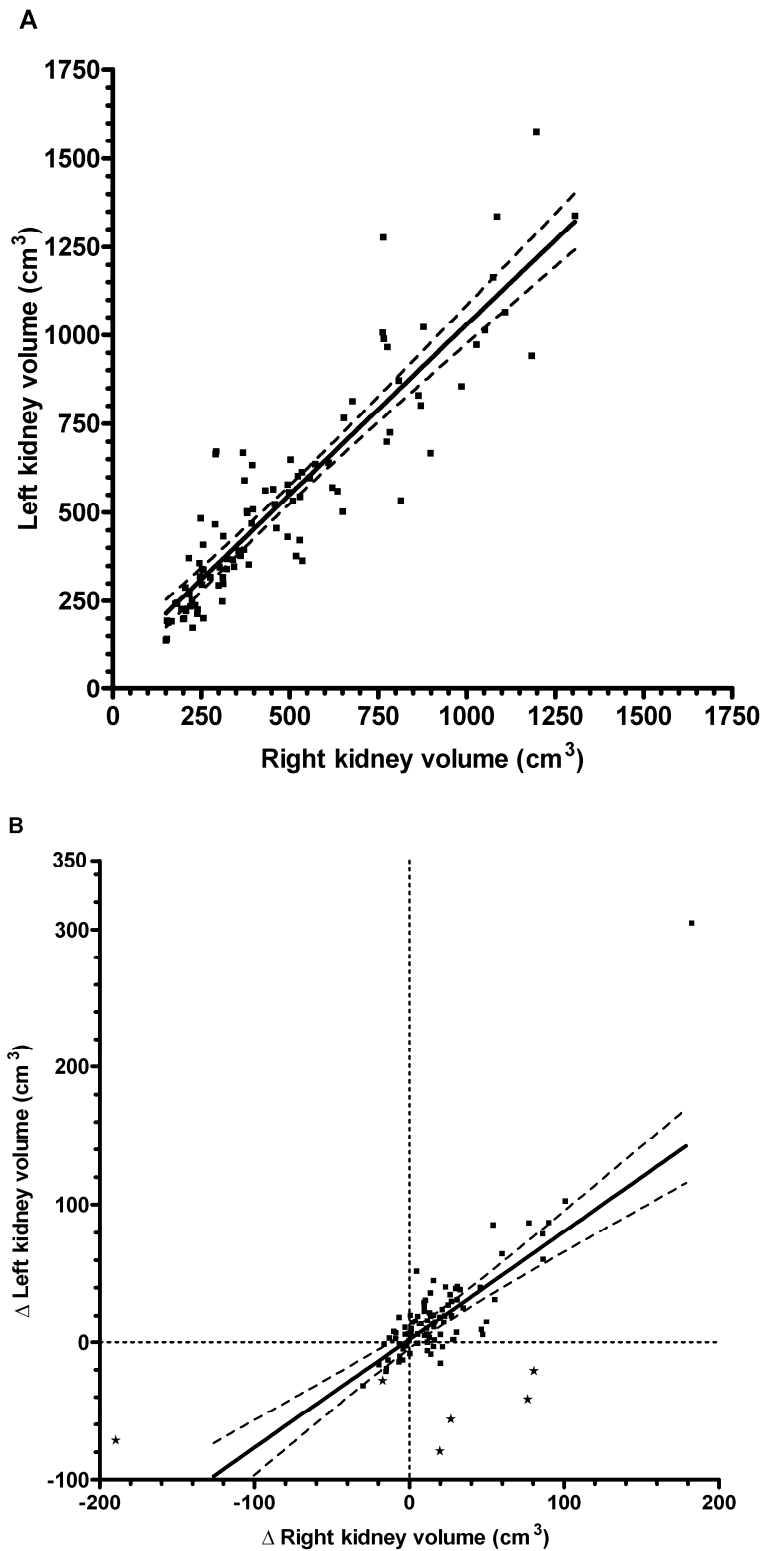 A
1750
1500
1250
1000
750
500
250
0
Left kidney volume (cm3)
0 250 500 750 1000 1250 1500 1750
Right kidney volume (cm3)
B
350
300
200
100
0
-100
Δ Left kidney volume (cm3)
-200 -100 0 100 200
Δ Right kidney volume (cm3)